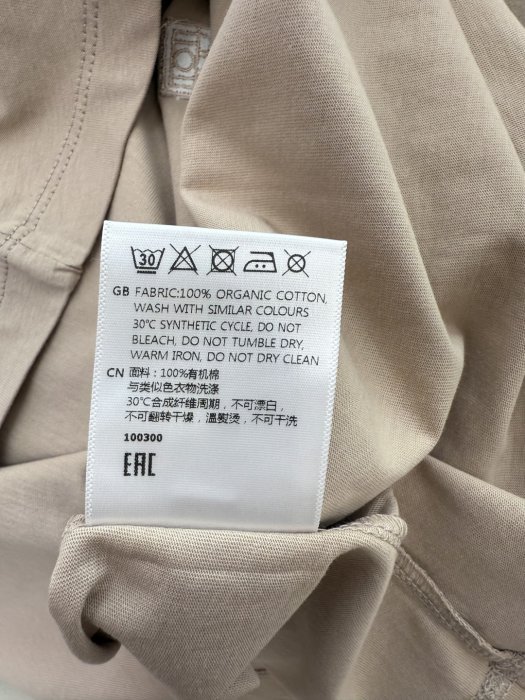 30
GB FABRIC:100% ORGANIC COTTON,
WASH WITH SIMILAR COLOURS
30°C SYNTHETIC CYCLE, DO NOT
BLEACH, DO NOT TUMBLE DRY,
WARM IRON, DO NOT DRY CLEAN
CN 面料：100%有机棉
与类似色衣物洗涤
30°C合成纤维周期，不可漂白，
不可翻转干燥，溫熨烫，不可干洗
100300
EAC